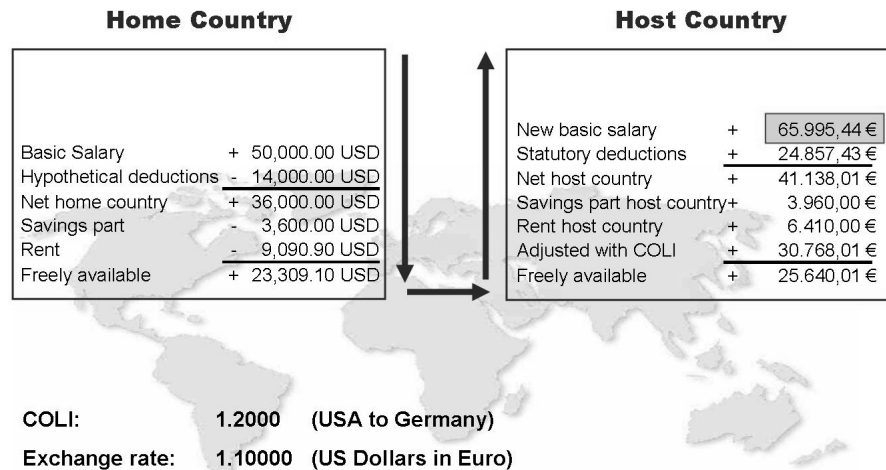 Home Country
Basic Salary + 50,000.00 USD
Hypothetical deductions - 14,000.00 USD
Net home country + 36,000.00 USD
Savings part - 3,600.00 USD
Rent - 9,090.90 USD
Freely available + 23,309.10 USD
Host Country
New basic salary + 65.995,44 €
Statutory deductions + 24.857,43 €
Net host country + 41.138,01 €
Savings part host country+ 3.960,00 €
Rent host country + 6.410,00 €
Adjusted with COLI + 30.768,01 €
Freely available + 25.640,01 €
COLI: 1.2000 (USA to Germany)
Exchange rate: 1.10000 (US Dollars in Euro)